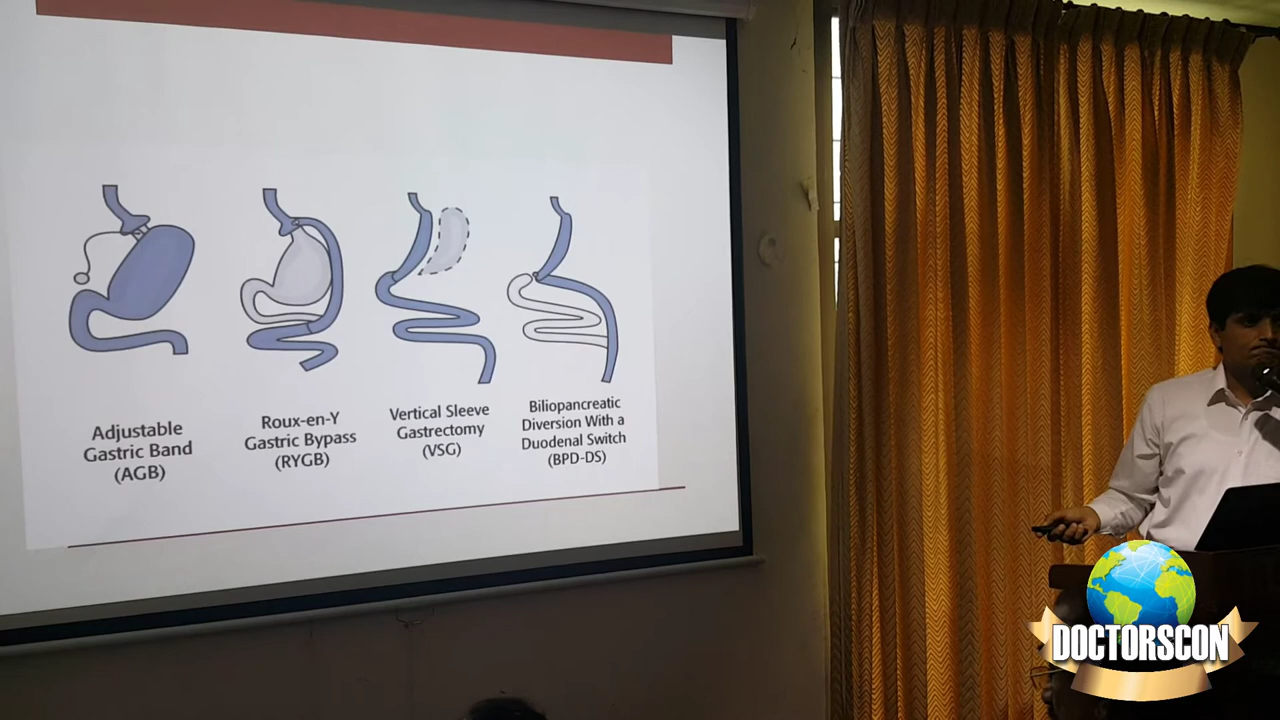 Adjustable
Gastric Band
(AGB)
Roux-en-Y
Gastric Bypass
(RYGB)
Vertical Sleeve
Gastrectomy
(VSG)
Biliopancreatic
Diversion With a
Duodenal Switch
(BPD-DS)
DOCTORSCON